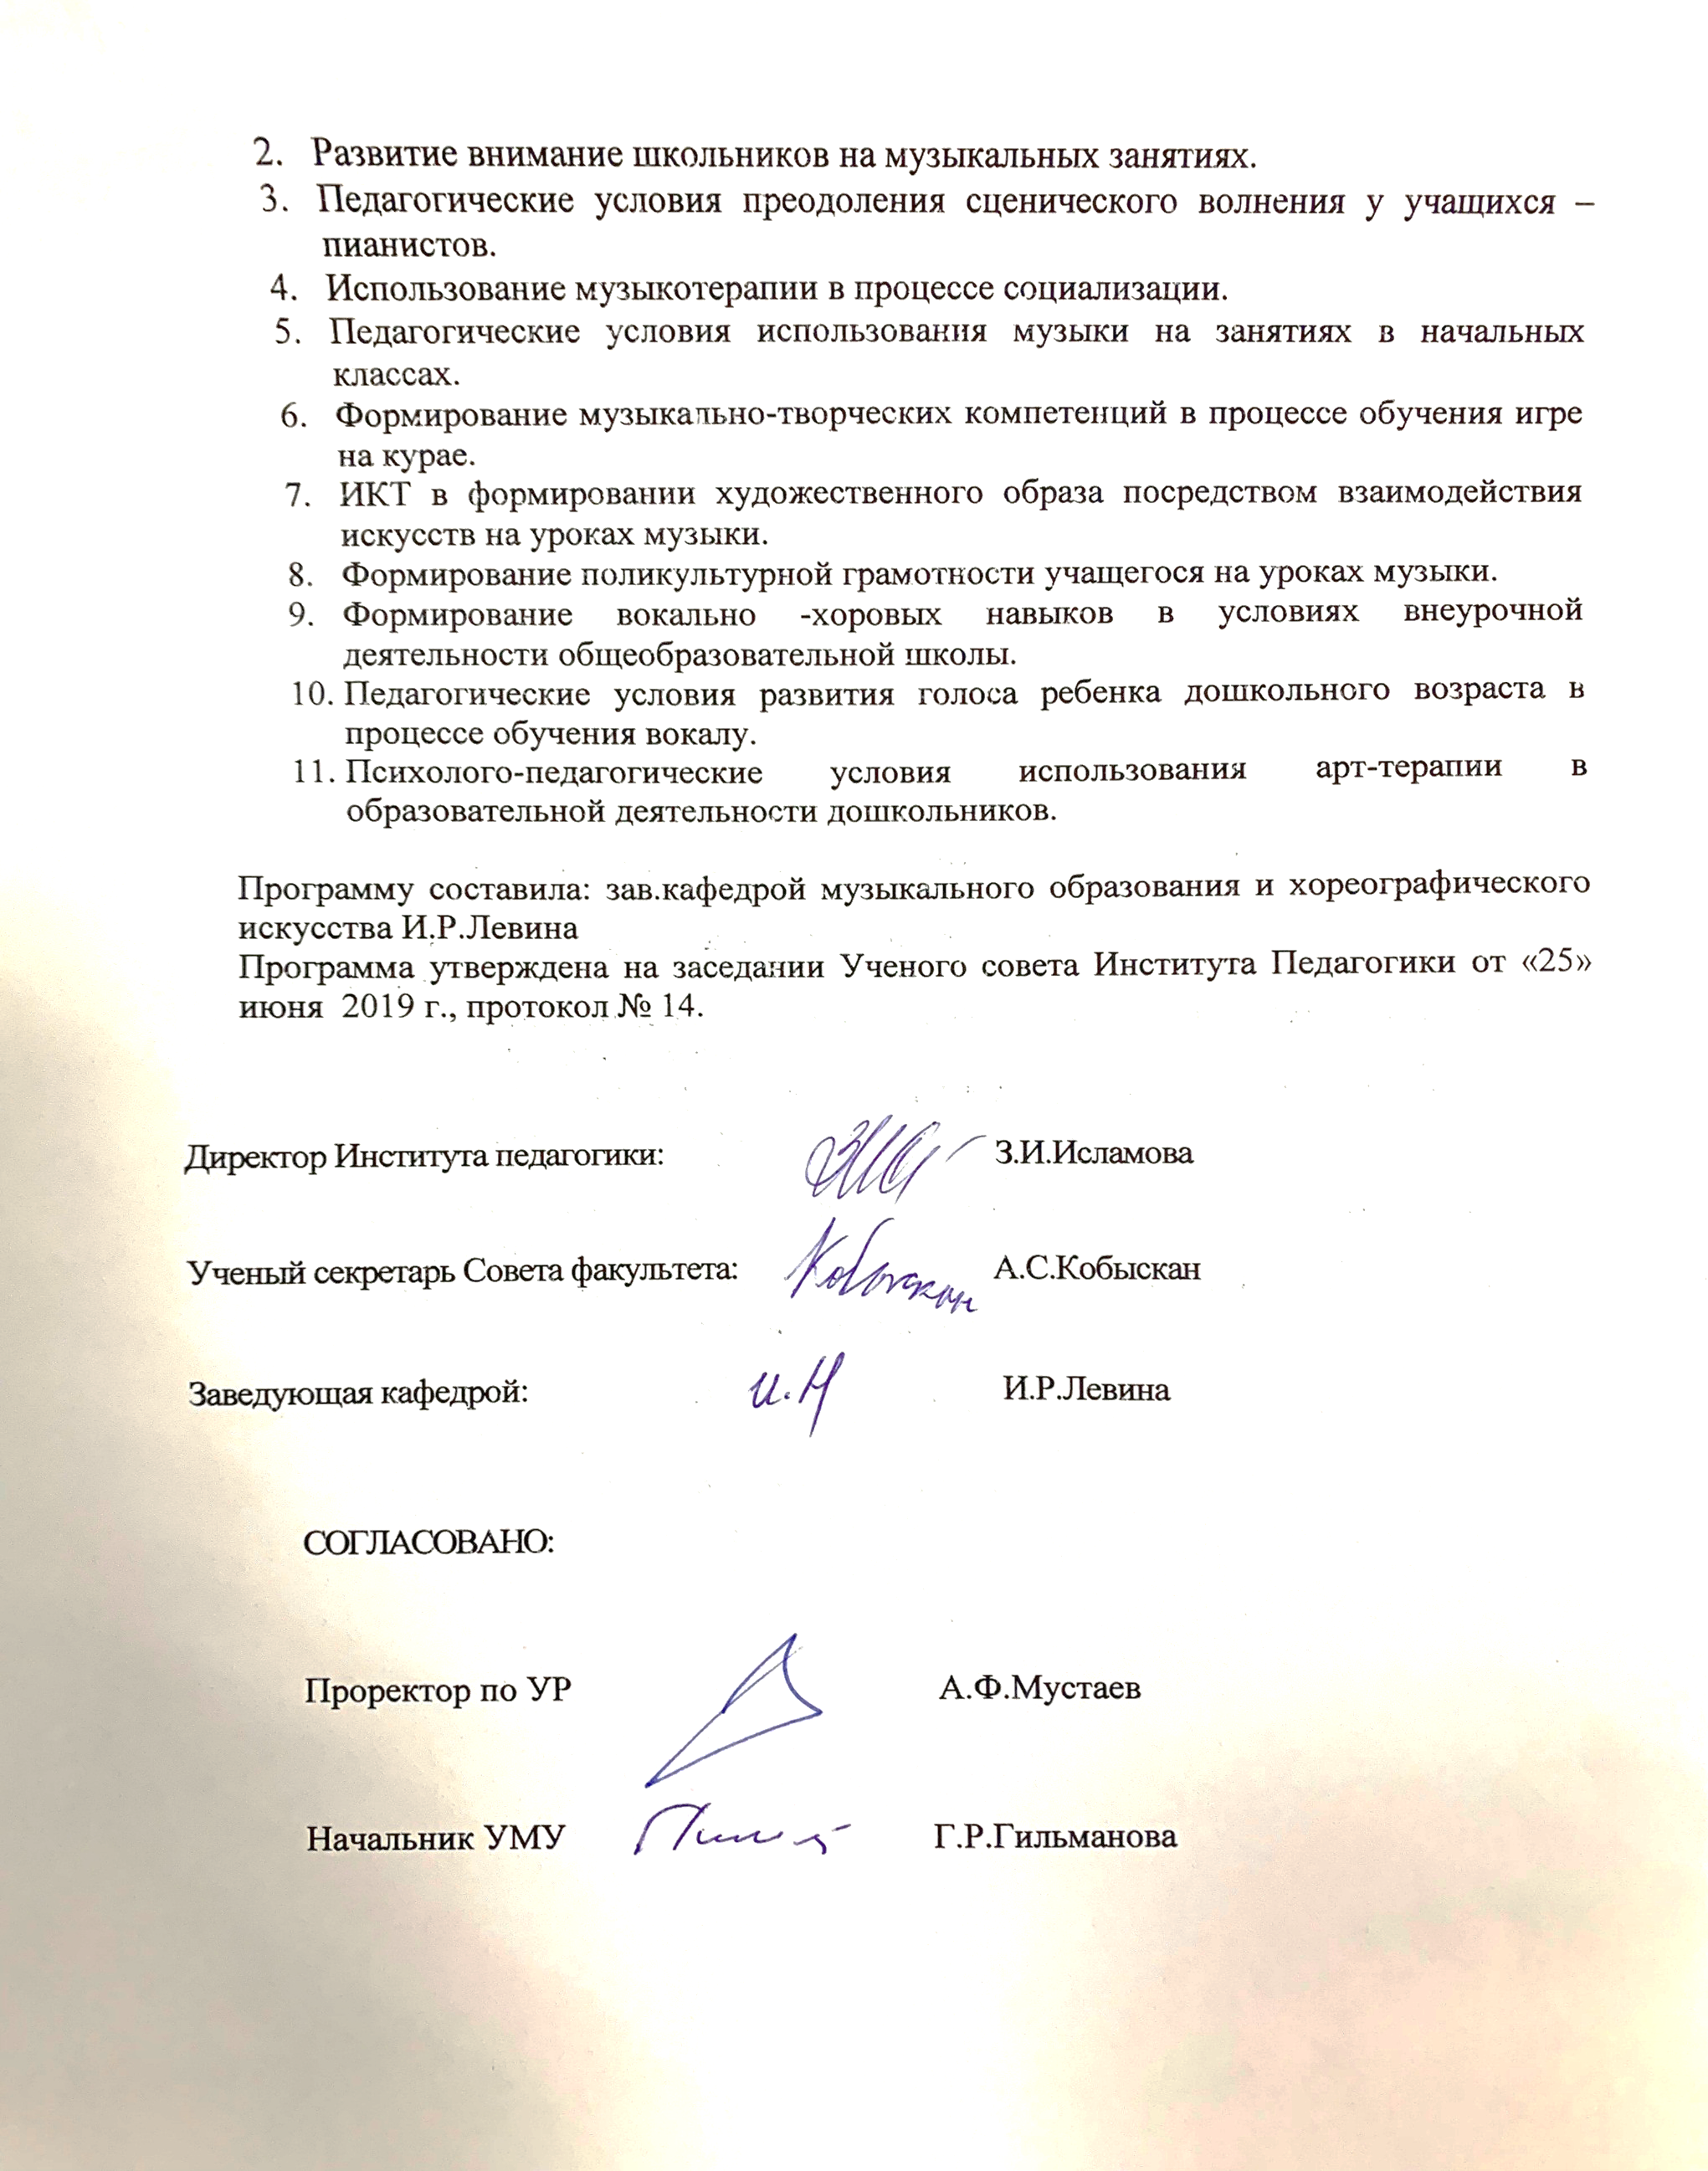 2. Развитие внимание школьников на музыкальных занятиях.
3. Педагогические условия преодоления сценического волнения у учащихся –
пианистов.
4. Использование музыкотерапии в процессе социализации.
5. Педагогические условия использования музыки на занятиях в начальных
классах.
6. Формирование музыкально-творческих компетенций в процессе обучения игре
на курае.
7. ИКТ в формировании художественного образа посредством взаимодействия
искусств на уроках музыки.
8. Формирование поликультурной грамотности учащегося на уроках музыки.
9. Формирование вокально -хоровых навыков в условиях внеурочной
деятельности общеобразовательной школы.
10. Педагогические условия развития голоса ребенка дошкольного возраста в
процессе обучения вокалу.
11. Психолого-педагогические условия использования арт-терапии в
образовательной деятельности дошкольников.
Программу составила: зав.кафедрой музыкального образования и хореографического
искусства И.Р.Левина
Программа утверждена на заседании Ученого совета Института Педагогики от «25»
июня 2019 г., протокол № 14.
Директор Института педагогики: З.И.Исламова
Ученый секретарь Совета факультета: Кобыскан А.С.Кобыскан
Заведующая кафедрой: И.Р.Левина
СОГЛАСОВАНО:
Проректор по УР А.Ф.Мустаев
Начальник УМУ Г.Р.Гильманова